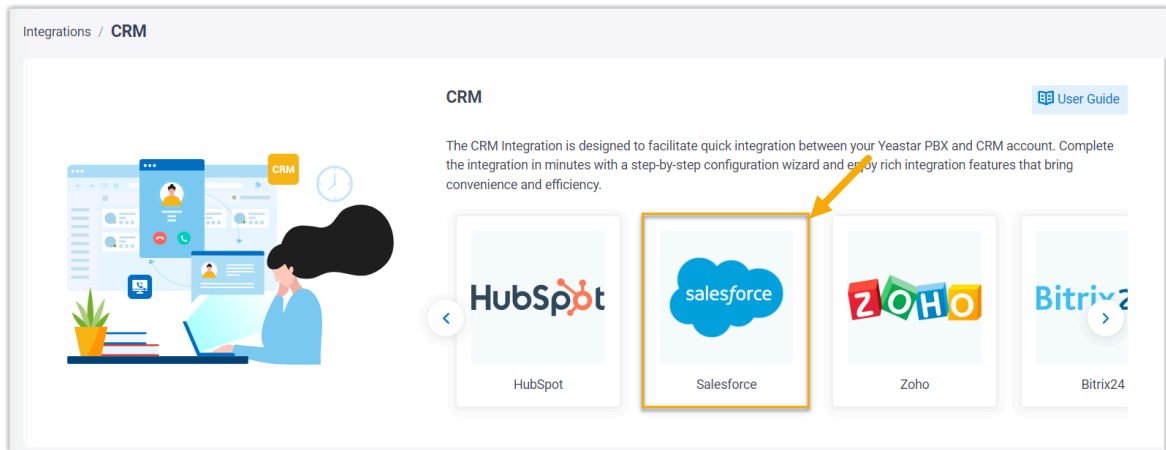 Integrations / CRM
CRM
User Guide
The CRM Integration is designed to facilitate quick integration between your Yeastar PBX and CRM account. Complete
the integration in minutes with a step-by-step configuration wizard and enjoy rich integration features that bring
convenience and efficiency.
CRM
HubSpot
salesforce
ZOHO
Bitrix2
HubSpot
Salesforce
Zoho
Bitrix24